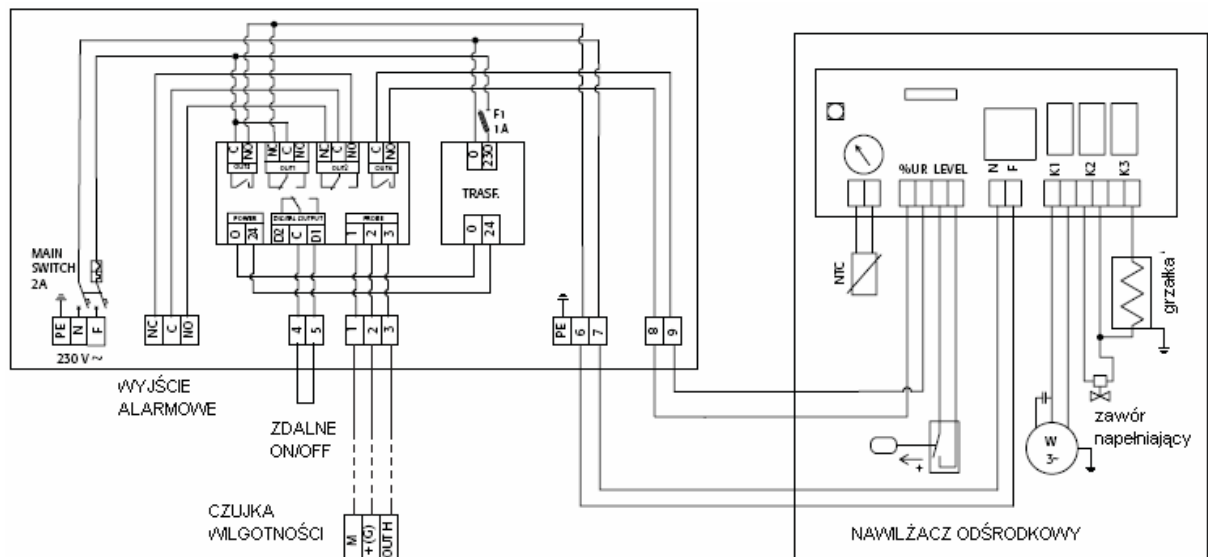 F1
1A
C NO
NC C NO
NC C NO
C NO
OUT1
OUT2
0 230
TRASF.
POWER
DIGITAL OUTPUT
PROBE
0 24
D2 C D1
1 2 3
0 24
MAIN
SWITCH
2A
PE N F
230 V ~
NC C NO
4 5
1 2 3
PE 6 7
8 9
WYJŚCIE
ALARMOWE
ZDALNE
ON/OFF
CZUJKA
WILGOTNOŚCI
M +(G) OUT H
%UR LEVEL
N F
K1 K2 K3
NTC
grzałka
+
W
3~
zawór
napełniający
NAWILŻACZ ODŚRODKOWY